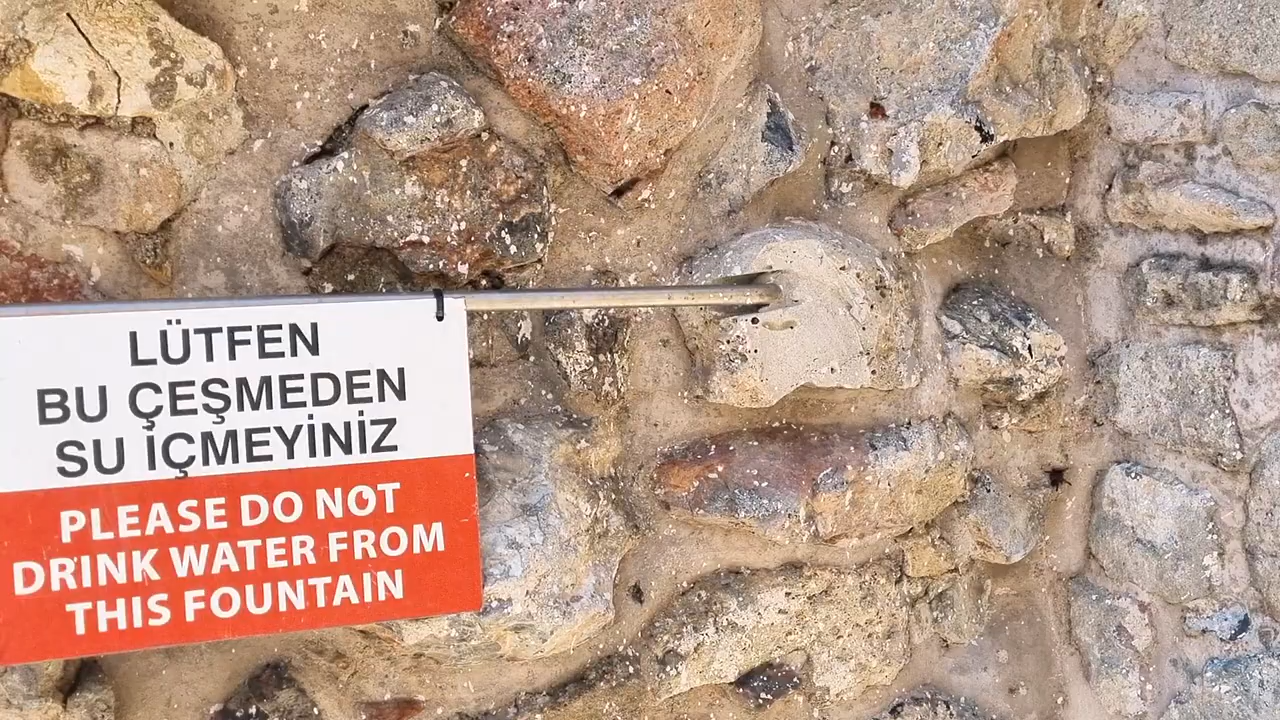 LÜTFEN
BU ÇEŞMEDEN
SU İÇMEYİNİZ
PLEASE DO NOT
DRINK WATER FROM
THIS FOUNTAIN